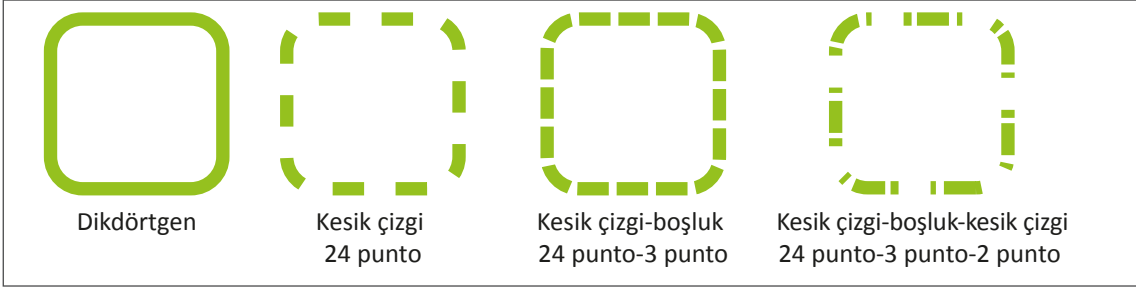 Dikdörtgen
Kesik çizgi
24 punto
Kesik çizgi-boşluk
24 punto-3 punto
Kesik çizgi-boşluk-kesik çizgi
24 punto-3 punto-2 punto